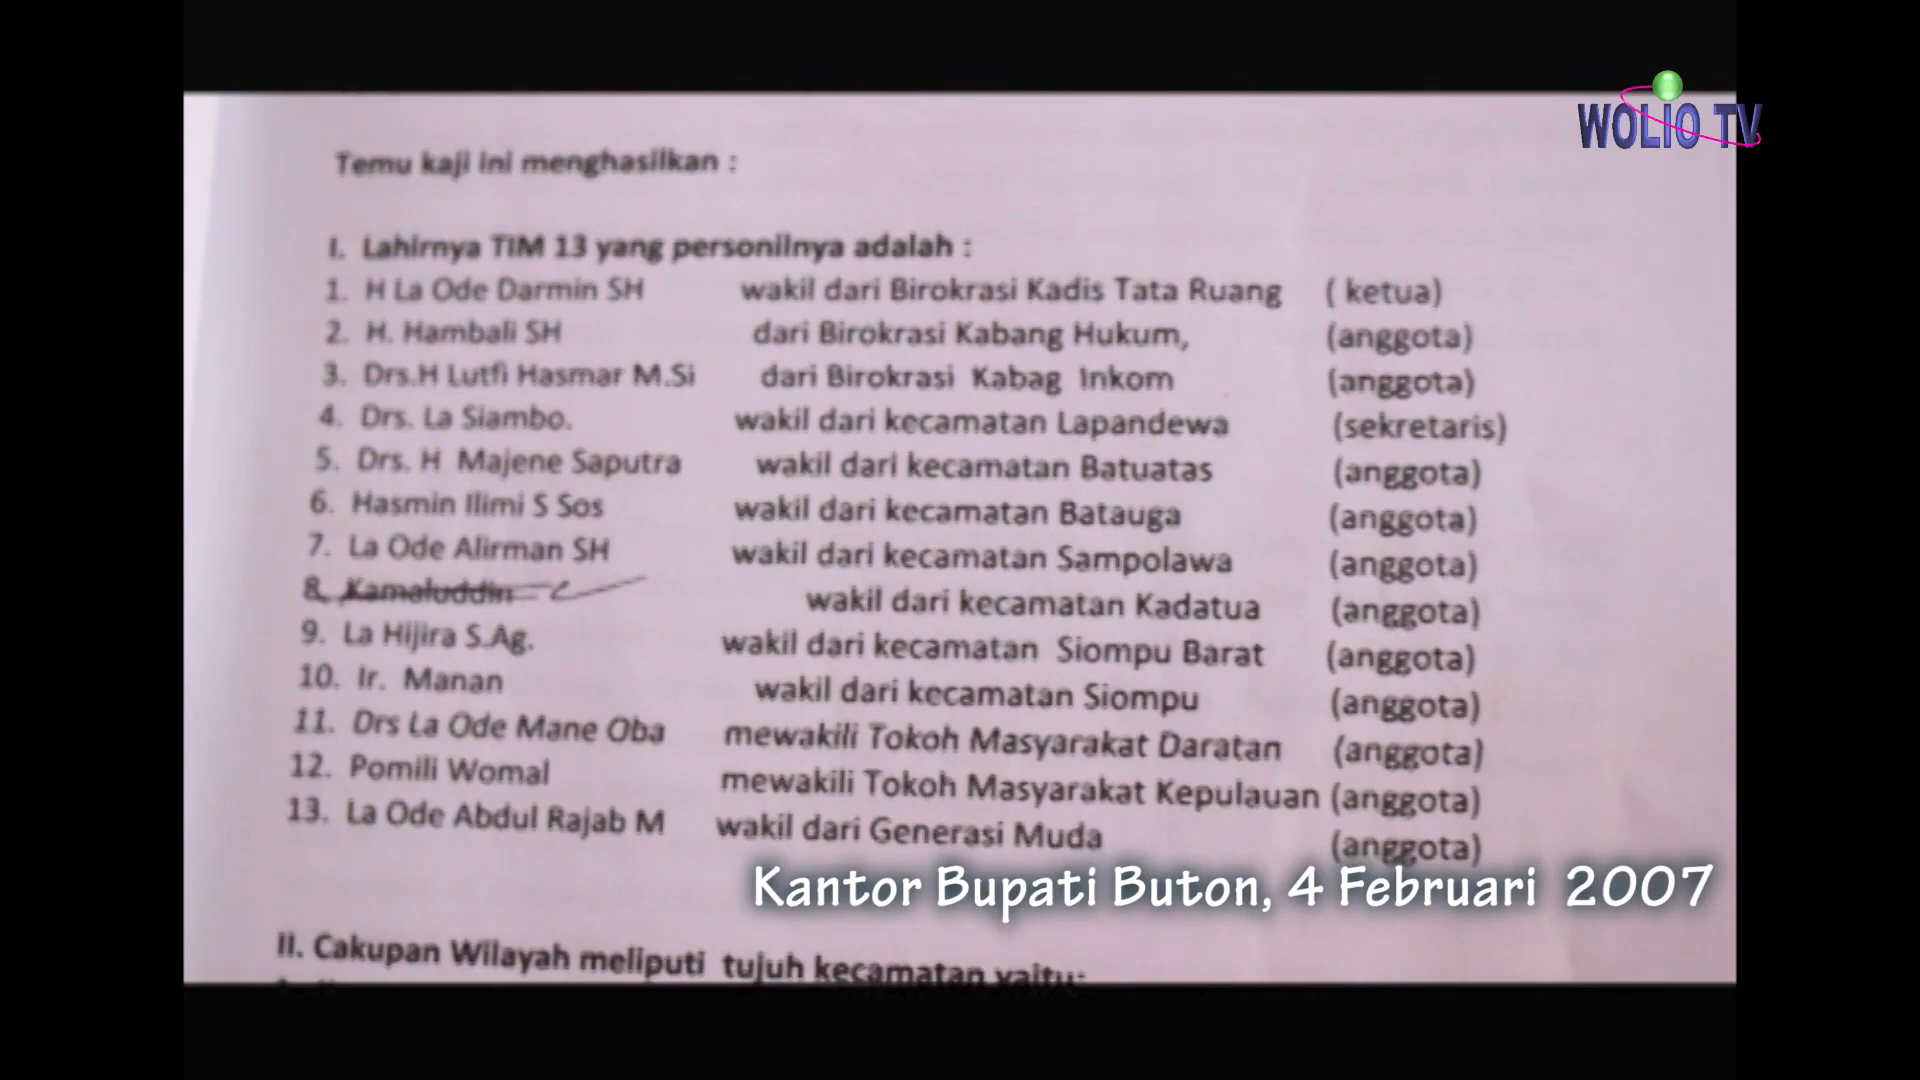 WOLIO TV
Temu kaji ini menghasilkan :
I. Lahirnya TIM 13 yang personilnya adalah :
1. H La Ode Darmin SH wakil dari Birokrasi Kadis Tata Ruang ( ketua)
2. H. Hambali SH dari Birokrasi Kabang Hukum, (anggota)
3. Drs.H Lutfi Hasmar M.Si dari Birokrasi Kabag Inkom (anggota)
4. Drs. La Siambo. wakil dari kecamatan Lapandewa (sekretaris)
5. Drs. H Majene Saputra wakil dari kecamatan Batuatas (anggota)
6. Hasmin Ilimi S Sos wakil dari kecamatan Batauga (anggota)
7. La Ode Alirman SH wakil dari kecamatan Sampolawa (anggota)
8. Kamaluddin wakil dari kecamatan Kadatua (anggota)
9. La Hijira S.Ag. wakil dari kecamatan Siompu Barat (anggota)
10. Ir. Manan wakil dari kecamatan Siompu (anggota)
11. Drs La Ode Mane Oba mewakili Tokoh Masyarakat Daratan (anggota)
12. Pomili Womal mewakili Tokoh Masyarakat Kepulauan (anggota)
13. La Ode Abdul Rajab M wakil dari Generasi Muda (anggota)
Kantor Bupati Buton, 4 Februari 2007
II. Cakupan Wilayah meliputi tujuh kecamatan yaitu: